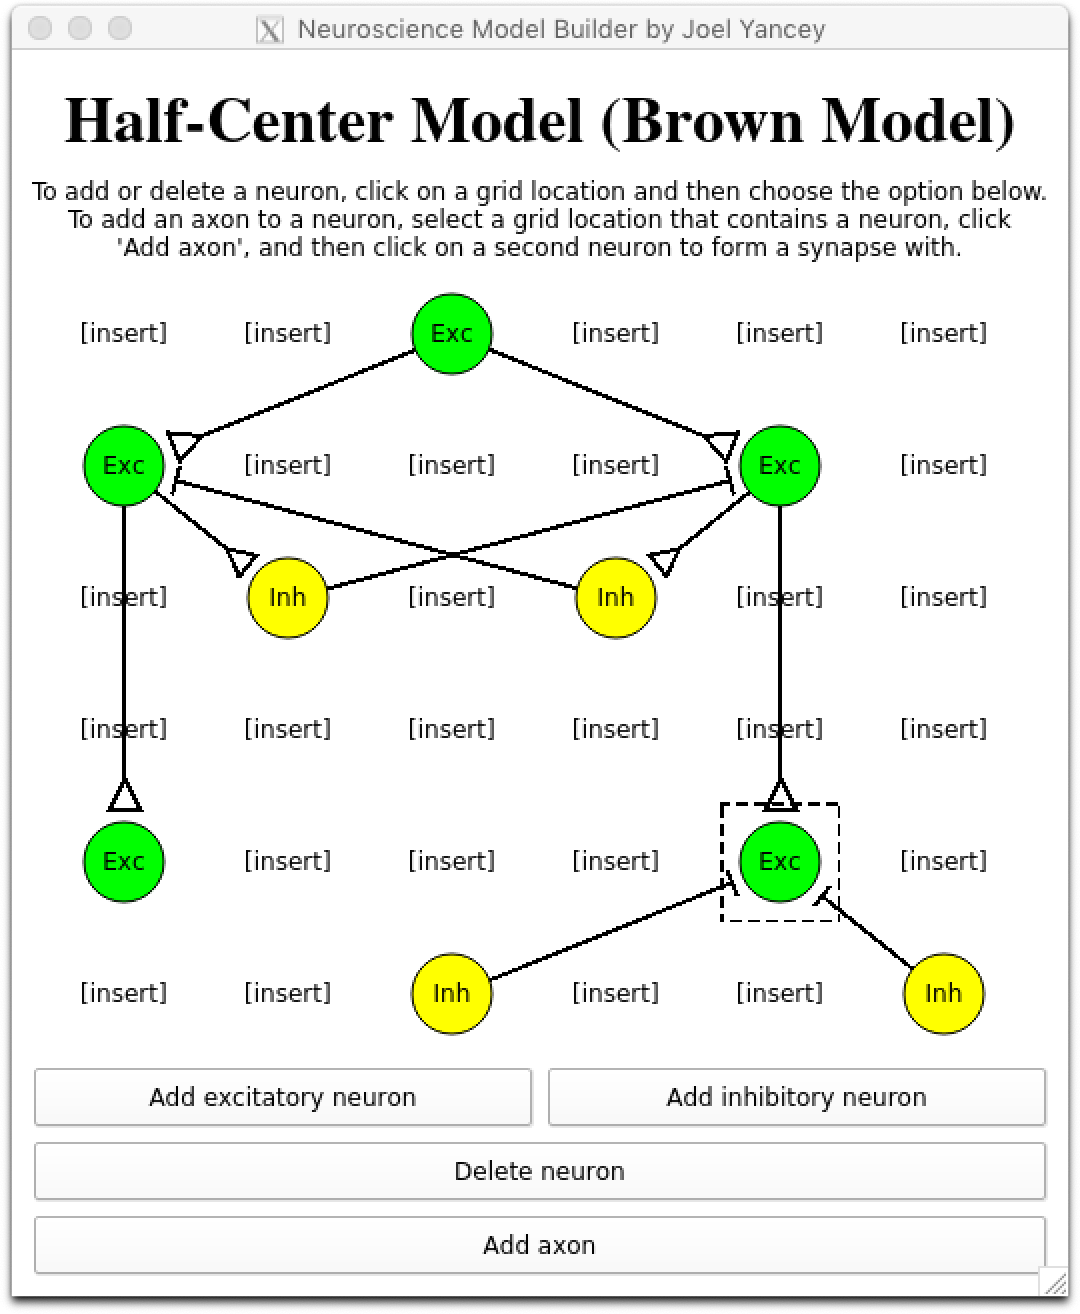 Neuroscience Model Builder by Joel Yancey
Half-Center Model (Brown Model)
To add or delete a neuron, click on a grid location and then choose the option below.
To add an axon to a neuron, select a grid location that contains a neuron, click
'Add axon', and then click on a second neuron to form a synapse with.
[insert] [insert] Exc [insert] [insert] [insert]
Exc [insert] [insert] [insert] Exc [insert]
[insert] Inh [insert] Inh [insert] [insert]
[insert] [insert] [insert] [insert] [insert] [insert]
Exc [insert] [insert] [insert] Exc [insert]
[insert] [insert] Inh [insert] [insert] Inh
Add excitatory neuron Add inhibitory neuron
Delete neuron
Add axon